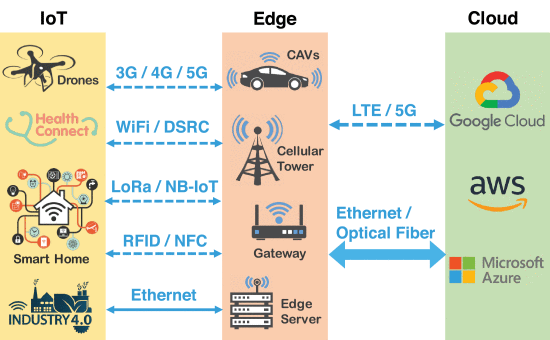 IoT
Edge
Cloud
Drones
3G / 4G / 5G
CAVs
Health
Connect
WiFi / DSRC
Cellular
Tower
LTE / 5G
Google Cloud
aws
LoRa / NB-IoT
Smart Home
RFID / NFC
Gateway
Ethernet /
Optical Fiber
Microsoft
Azure
Ethernet
INDUSTRY 4.0
Edge
Server